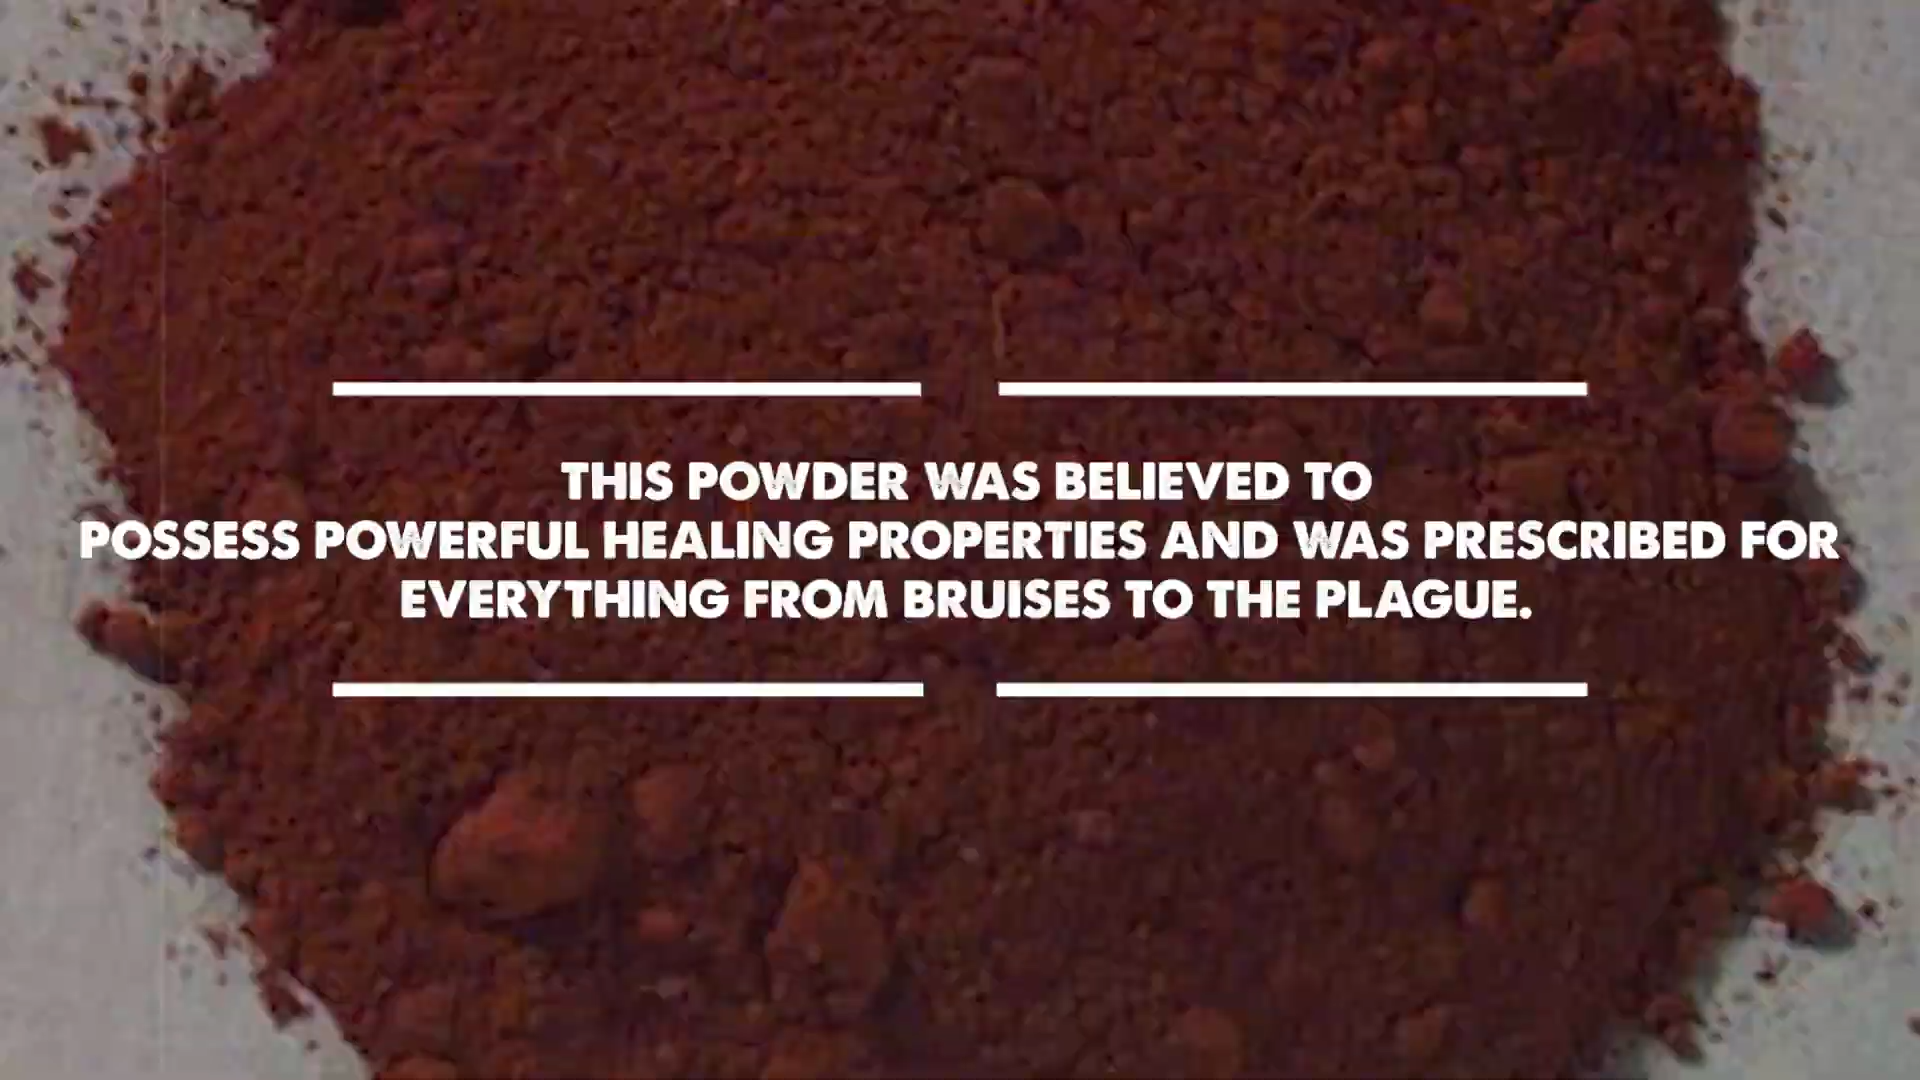 THIS POWDER WAS BELIEVED TO
POSSESS POWERFUL HEALING PROPERTIES AND WAS PRESCRIBED FOR
EVERYTHING FROM BRUISES TO THE PLAGUE.